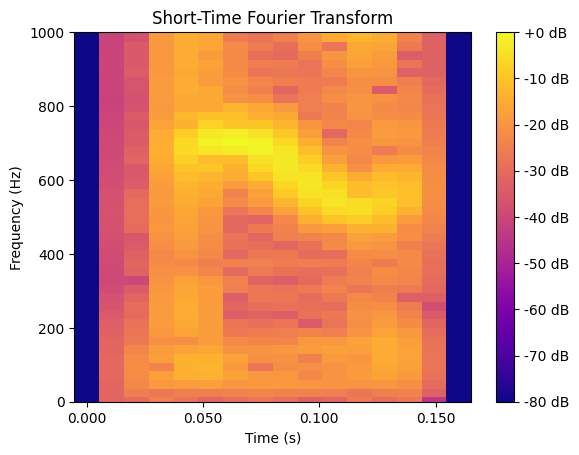 Short-Time Fourier Transform
1000
800
600
400
200
0
Frequency (Hz)
0.000
0.050
0.100
0.150
Time (s)
+0 dB
-10 dB
-20 dB
-30 dB
-40 dB
-50 dB
-60 dB
-70 dB
-80 dB